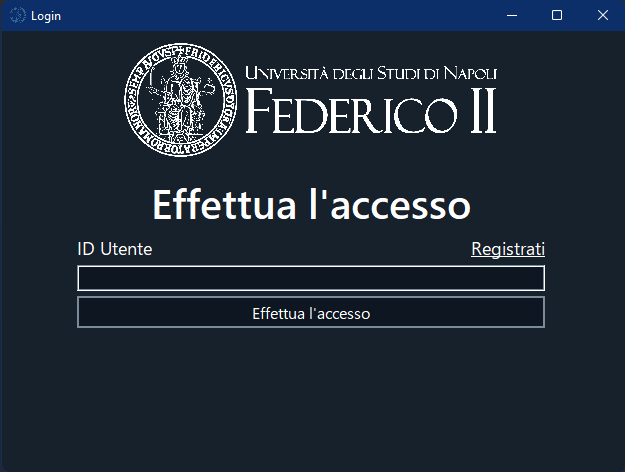 Login
UNIVERSITÀ DEGLI STUDI DI NAPOLI
FEDERICO II
Effettua l'accesso
ID Utente
Registrati
Effettua l'accesso